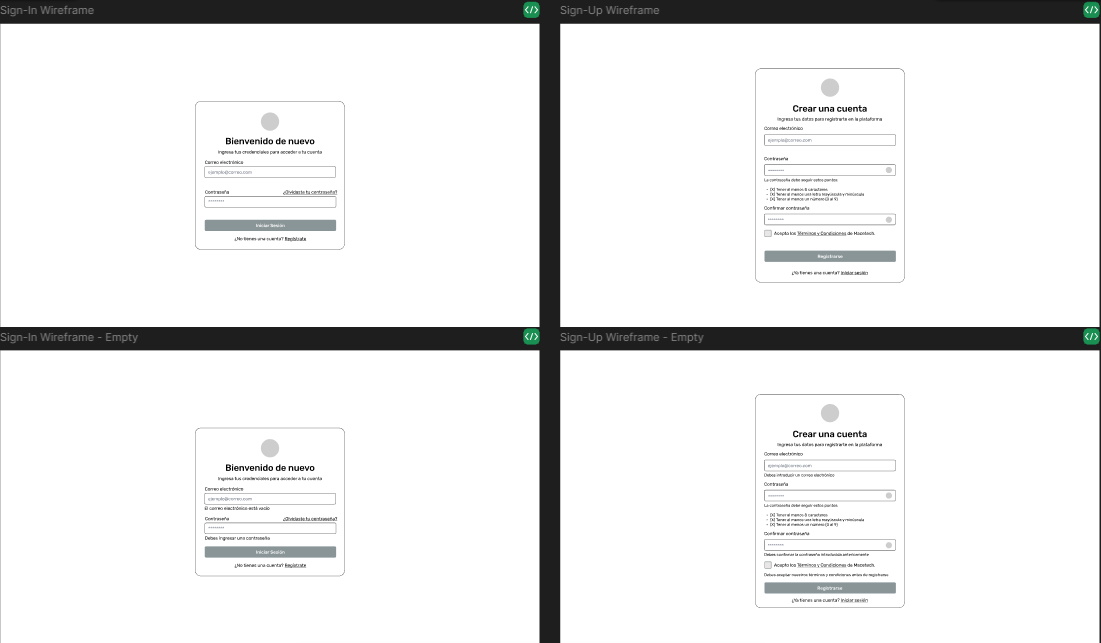 Sign-In Wireframe
Bienvenido de nuevo
Ingresa tus credenciales para acceder a tu cuenta
Correo electrónico
ejemplo@correo.com
Contraseña ¿Olvidaste tu contraseña?
********
Iniciar Sesión
¿No tienes una cuenta? Regístrate
Sign-Up Wireframe
Crear una cuenta
Ingresa tus datos para registrarte en la plataforma
Correo electrónico
ejemplo@correo.com
Contraseña
********
La contraseña debe seguir estos puntos:
- [X] Tener al menos 8 caracteres
- [X] Tener al menos una letra mayúscula y minúscula
- [X] Tener al menos un número (0 al 9).
Confirmar contraseña
********
Acepto los Términos y Condiciones de Macetech.
Registrarse
¿Ya tienes una cuenta? Iniciar sesión
Sign-In Wireframe - Empty
Bienvenido de nuevo
Ingresa tus credenciales para acceder a tu cuenta
Correo electrónico
ejemplo@correo.com
El correo electrónico está vacío
Contraseña ¿Olvidaste tu contraseña?
********
Debes ingresar una contraseña
Iniciar Sesión
¿No tienes una cuenta? Regístrate
Sign-Up Wireframe - Empty
Crear una cuenta
Ingresa tus datos para registrarte en la plataforma
Correo electrónico
ejemplo@correo.com
Debes introducir un correo electrónico
Contraseña
********
La contraseña debe seguir estos puntos:
- [X] Tener al menos 8 caracteres
- [X] Tener al menos una letra mayúscula y minúscula
- [X] Tener al menos un número (0 al 9).
Confirmar contraseña
********
Debes confirmar la contraseña introducida anteriormente
Acepto los Términos y Condiciones de Macetech.
Debes aceptar nuestros términos y condiciones antes de registrarse
Registrarse
¿Ya tienes una cuenta? Iniciar sesión